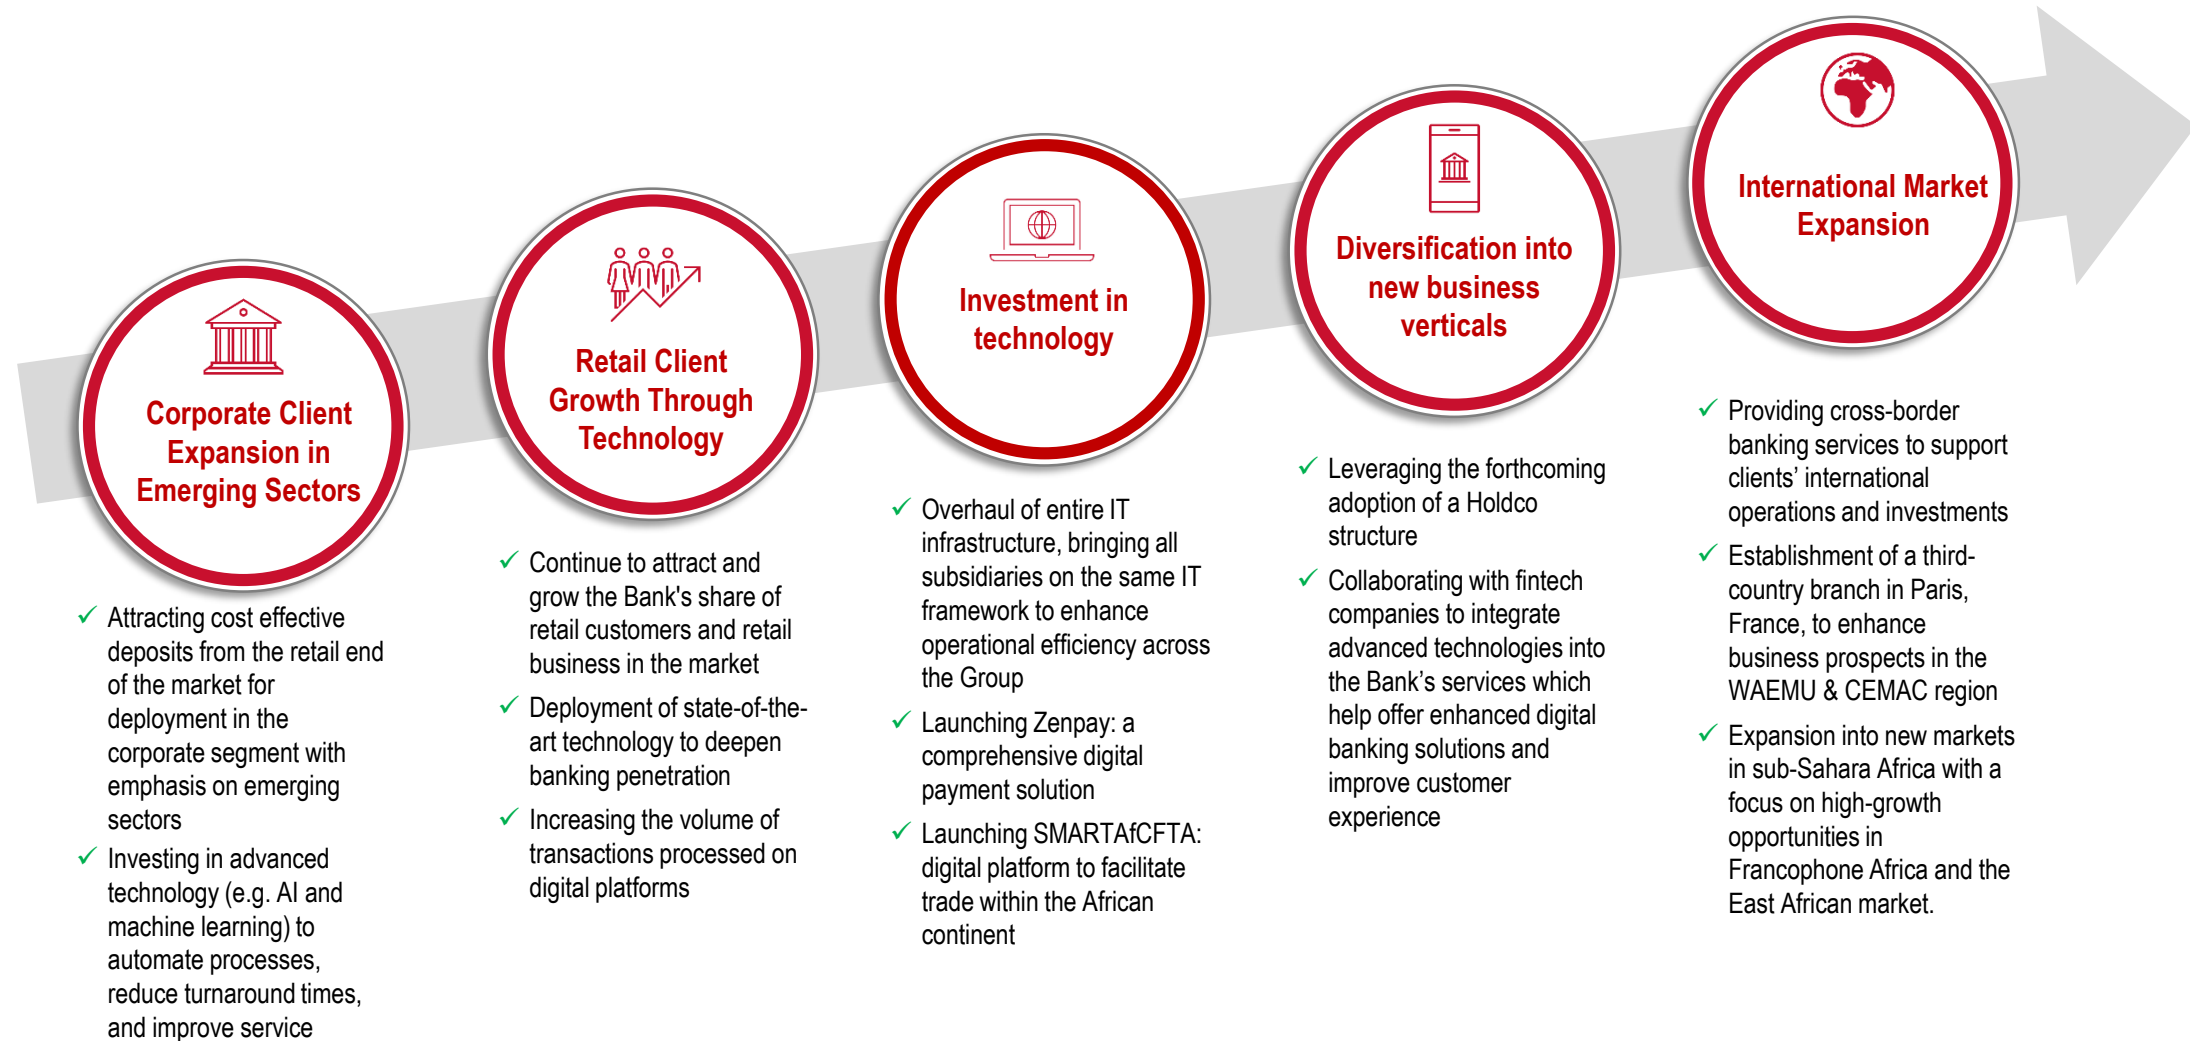 Corporate Client
Expansion in
Emerging Sectors
✓ Attracting cost effective
deposits from the retail end
of the market for
deployment in the
corporate segment with
emphasis on emerging
sectors
✓ Investing in advanced
technology (e.g. AI and
machine learning) to
automate processes,
reduce turnaround times,
and improve service
Retail Client
Growth Through
Technology
✓ Continue to attract and
grow the Bank's share of
retail customers and retail
business in the market
✓ Deployment of state-of-the-
art technology to deepen
banking penetration
✓ Increasing the volume of
transactions processed on
digital platforms
Investment in
technology
✓ Overhaul of entire IT
infrastructure, bringing all
subsidiaries on the same IT
framework to enhance
operational efficiency across
the Group
✓ Launching Zenpay: a
comprehensive digital
payment solution
✓ Launching SMARTAfCFTA:
digital platform to facilitate
trade within the African
continent
Diversification into
new business
verticals
✓ Leveraging the forthcoming
adoption of a Holdco
structure
✓ Collaborating with fintech
companies to integrate
advanced technologies into
the Bank’s services which
help offer enhanced digital
banking solutions and
improve customer
experience
International Market
Expansion
✓ Providing cross-border
banking services to support
clients’ international
operations and investments
✓ Establishment of a third-
country branch in Paris,
France, to enhance
business prospects in the
WAEMU & CEMAC region
✓ Expansion into new markets
in sub-Sahara Africa with a
focus on high-growth
opportunities in
Francophone Africa and the
East African market.